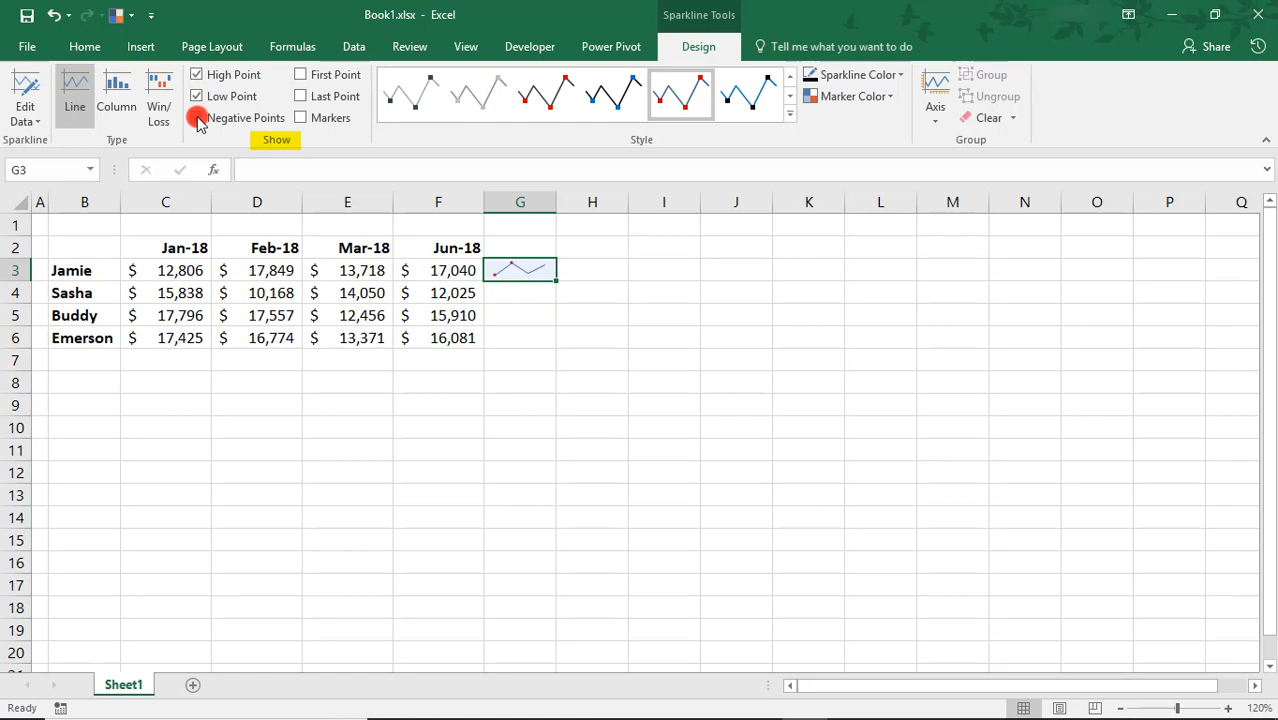 Book1.xlsx - Excel
Sparkline Tools
File
Home
Insert
Page Layout
Formulas
Data
Review
View
Developer
Power Pivot
Design
Tell me what you want to do
Share
Edit Data
Line
Column
Win/ Loss
High Point
Low Point
Negative Points
First Point
Last Point
Markers
Sparkline Color
Marker Color
Axis
Group
Ungroup
Clear
Sparkline
Type
Show
Style
Group
G3
fx
A B C D E F G H I J K L M N O P Q
1
2 Jan-18 Feb-18 Mar-18 Jun-18
3 Jamie $ 12,806 $ 17,849 $ 13,718 $ 17,040
4 Sasha $ 15,838 $ 10,168 $ 14,050 $ 12,025
5 Buddy $ 17,796 $ 17,557 $ 12,456 $ 15,910
6 Emerson $ 17,425 $ 16,774 $ 13,371 $ 16,081
7
8
9
10
11
12
13
14
15
16
17
18
19
20
Sheet1
Ready
120%